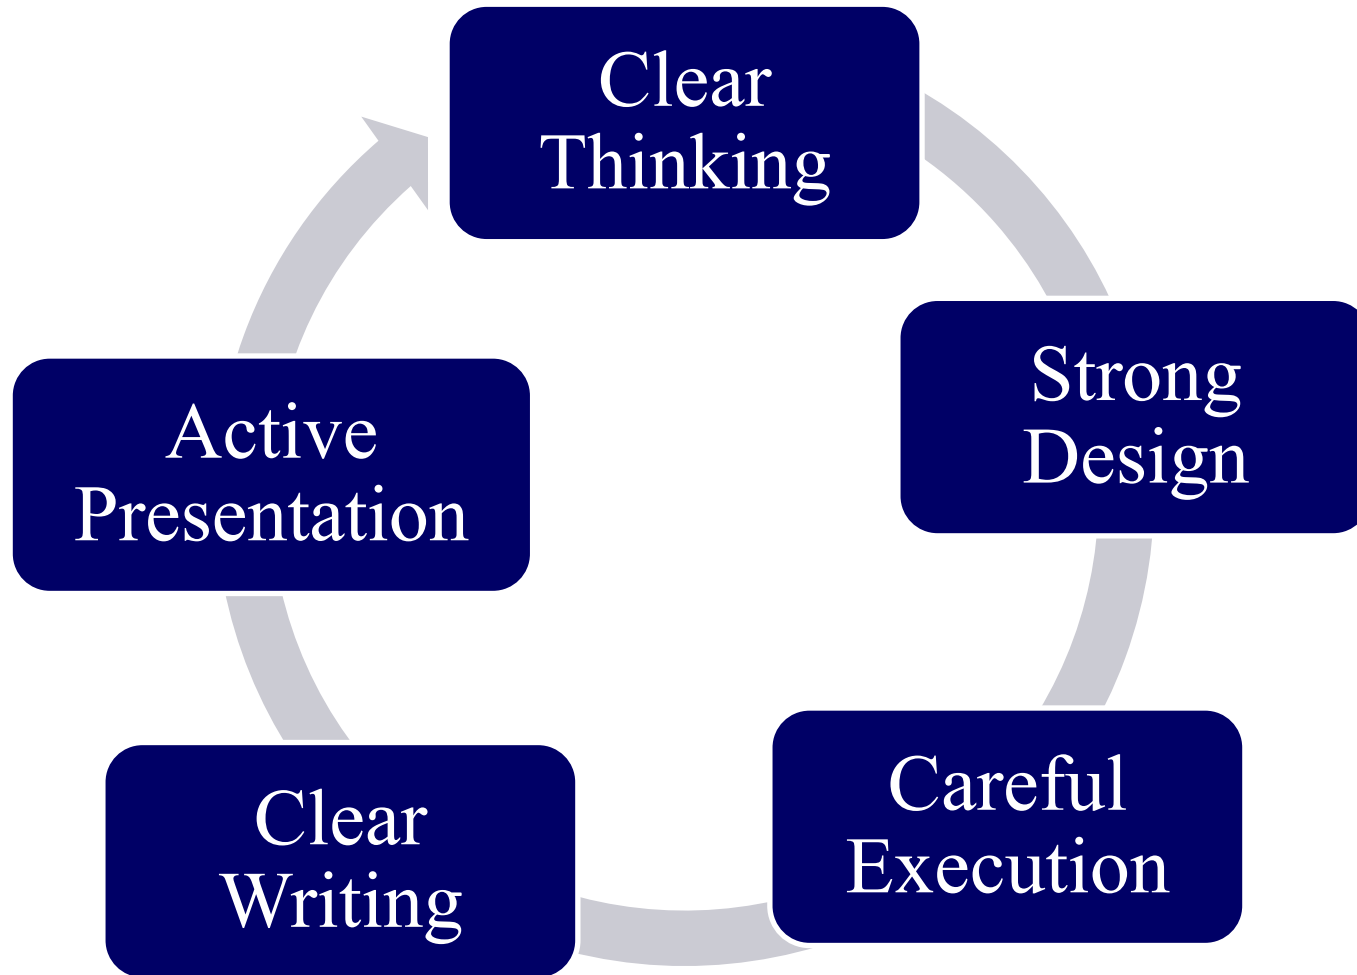 Clear
Thinking
Strong
Design
Careful
Execution
Clear
Writing
Active
Presentation